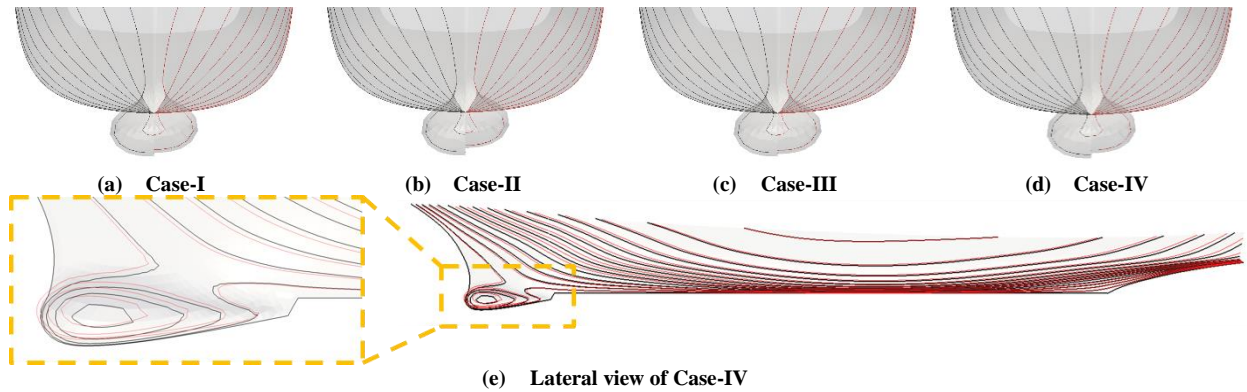 (a) Case-I
(b) Case-II
(c) Case-III
(d) Case-IV
(e) Lateral view of Case-IV